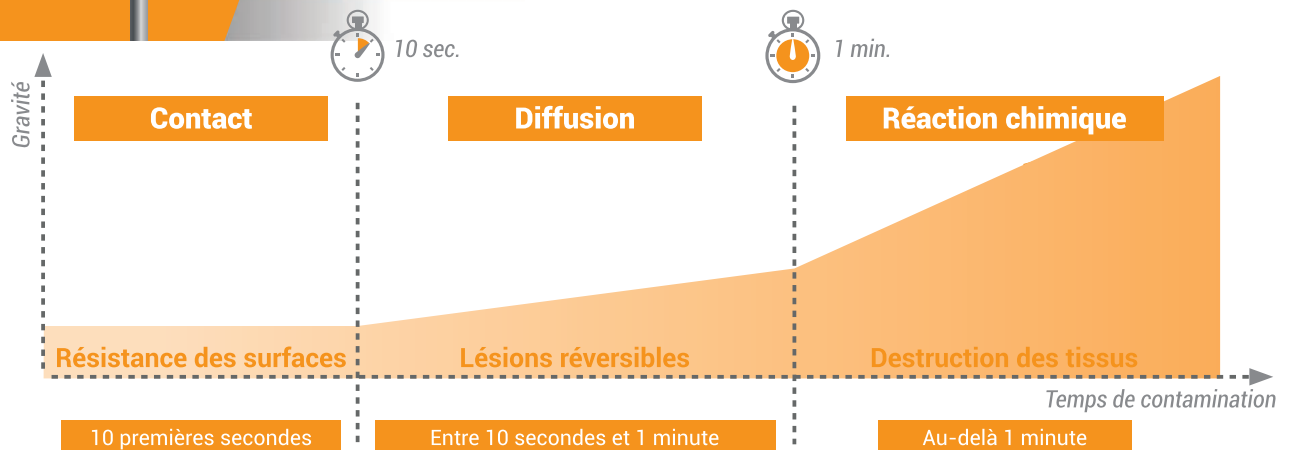 10 sec.
1 min.
Gravité
Contact
Diffusion
Réaction chimique
Résistance des surfaces
Lésions réversibles
Destruction des tissus
Temps de contamination
10 premières secondes
Entre 10 secondes et 1 minute
Au-delà 1 minute